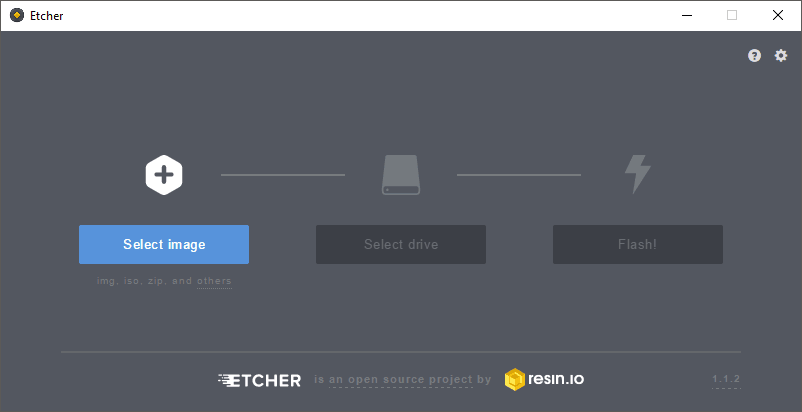 Etcher
Select image
Select drive
Flash!
img, iso, zip, and others
ETCHER is an open source project by resin.io
1.1.2